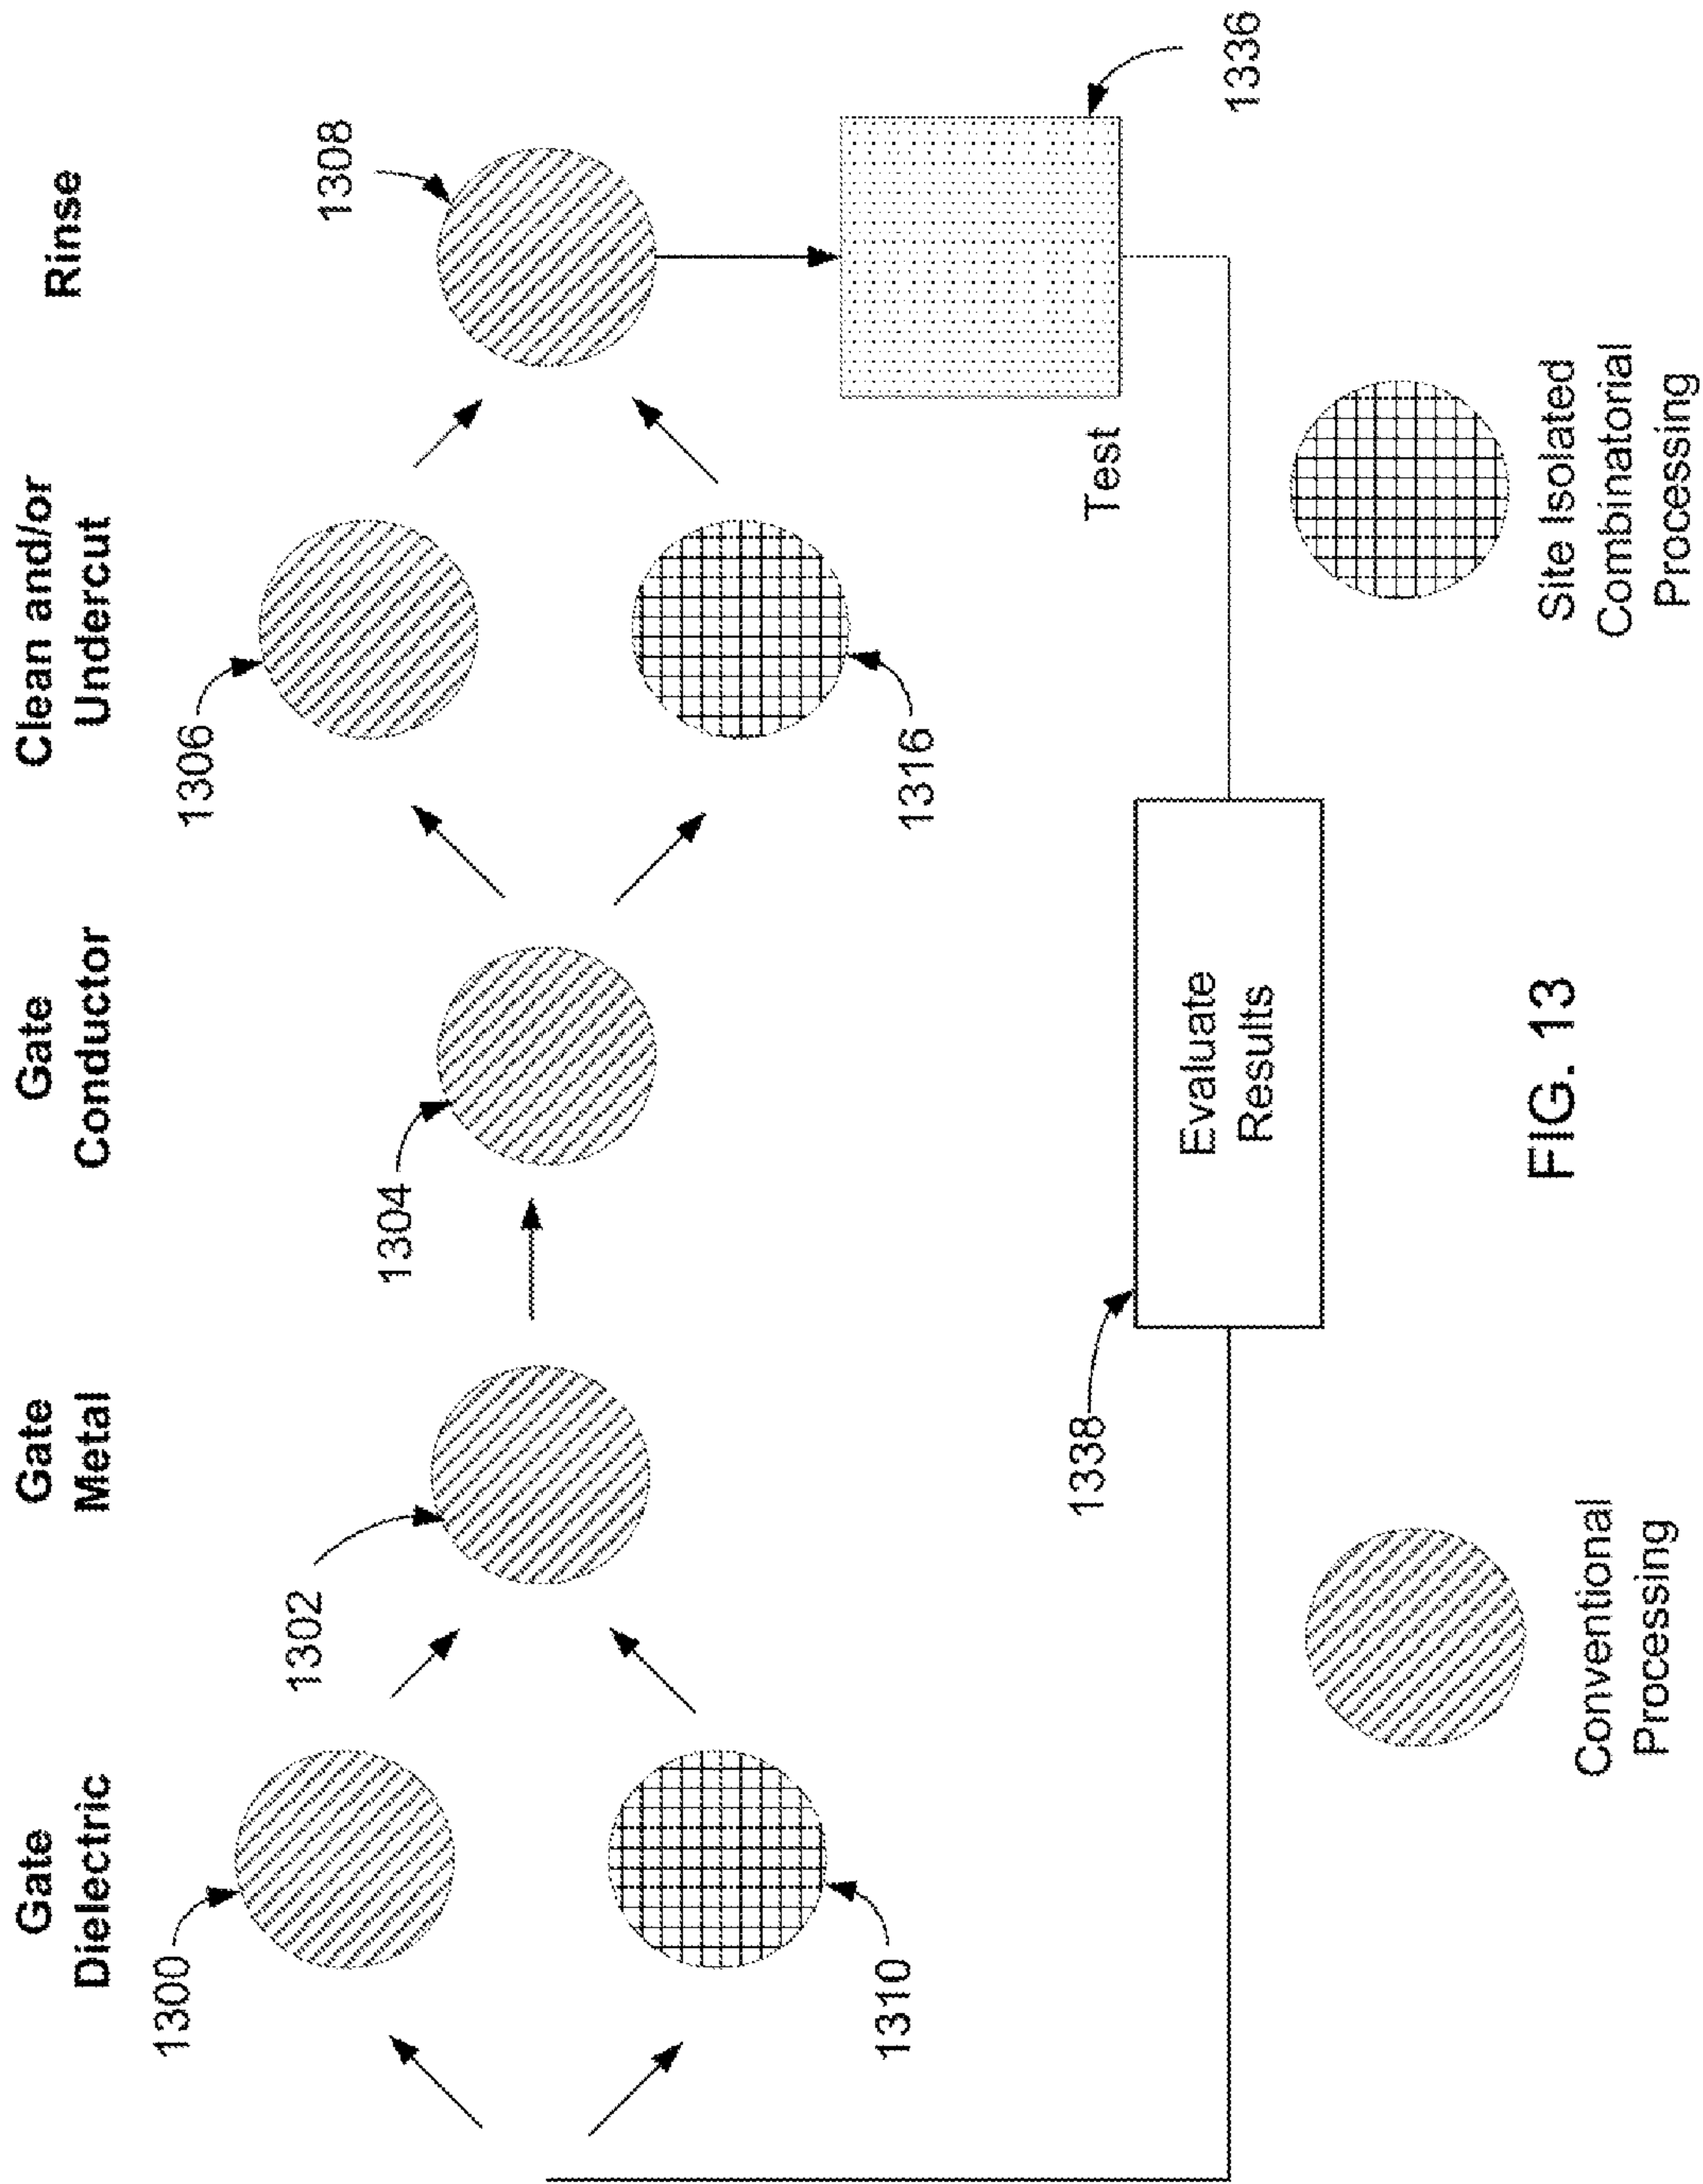 Gate
Dielectric
Gate
Metal
Gate
Conductor
Clean and/or
Undercut
Rinse
1300
1302
1304
1306
1308
1310
1316
Test
1336
1338
Evaluate
Results
Conventional
Processing
Site Isolated
Combinatorial
Processing
FIG. 13